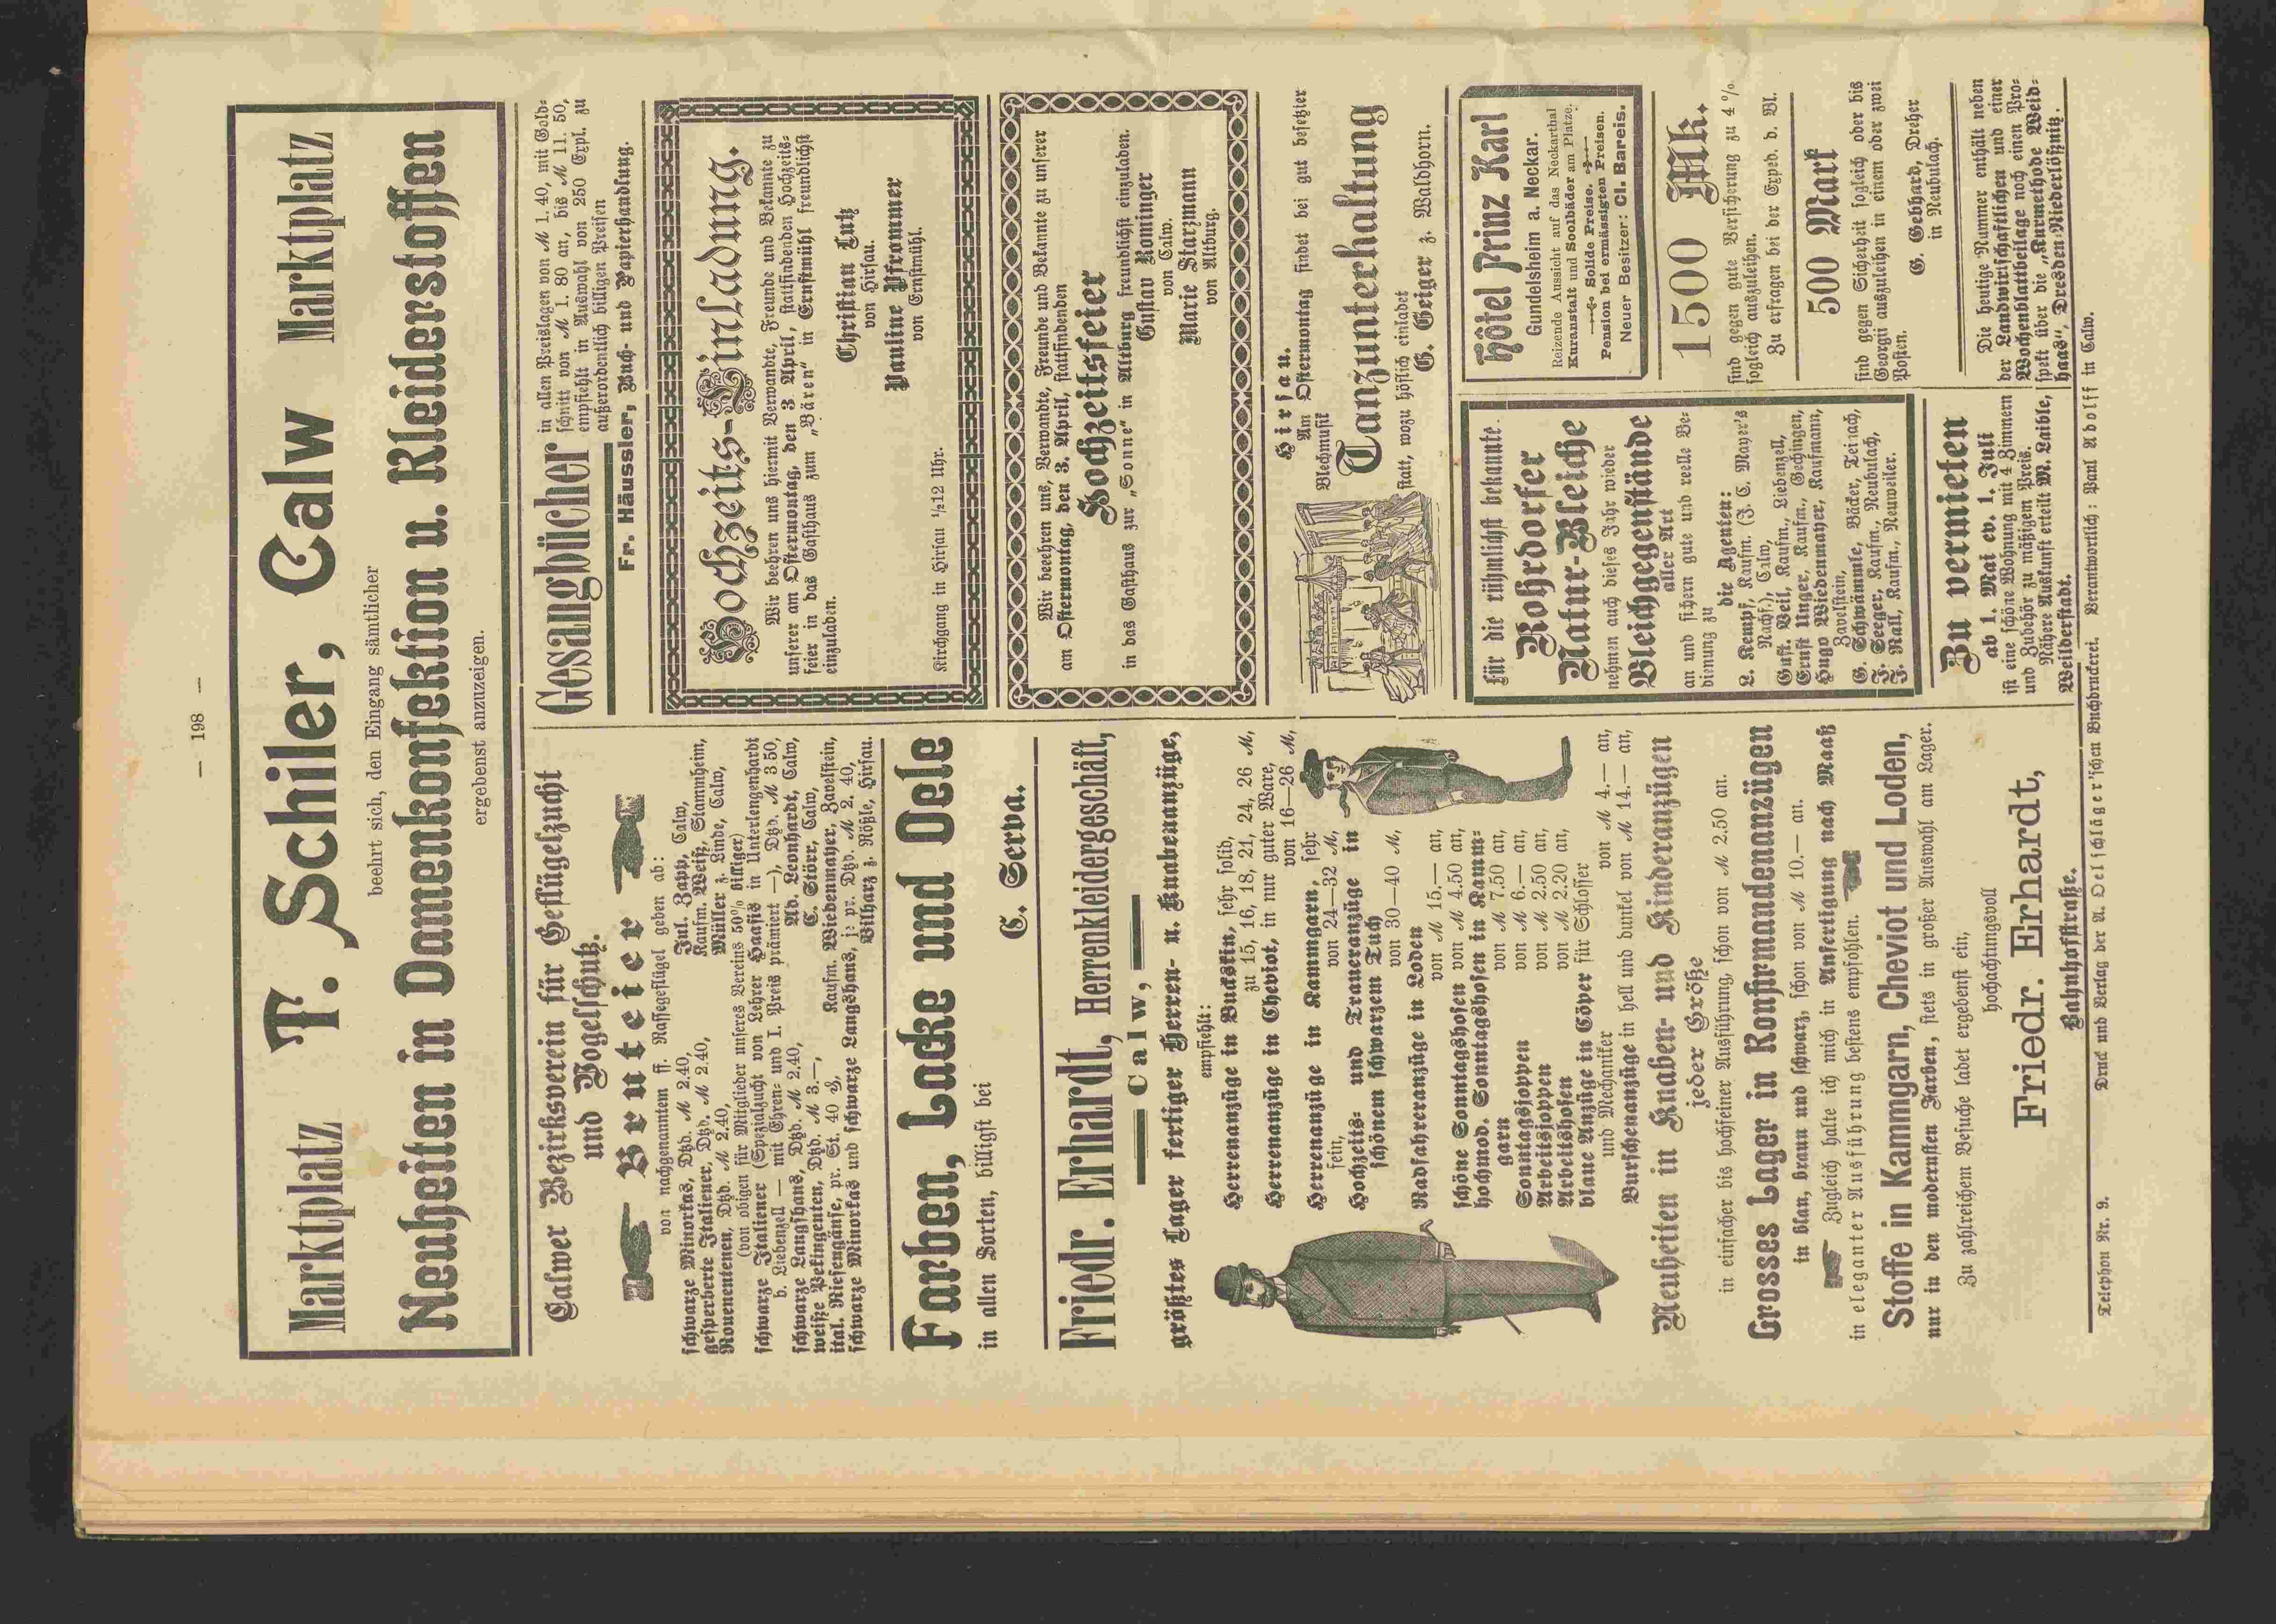 — 198 —
Marktplatz T. Schiler, Calw Marktplatz
beehrt sich, den Eingang sämtlicher
Neuheiten in Damenkonfektion u. Kleiderstoffen
ergebenst anzuzeigen.
Calwer Bezirksverein für Geflügelzucht
und Vogelschutz.
Bruteier
von nachgenanntem ff. Rassegeflügel geben ab:
schwarze Minorkas, Dtzd. M 2.40, Jul. Zapp, Calw,
gesperberte Italiener, Dtzd. M 2.40, Kaufm. Weiß, Stammheim,
Rouenenten, Dtzd. M 2.40, Müller z. Linde, Calw,
(von obigen für Mitglieder unseres Vereins 50% billiger)
schwarze Italiener (Spezialzucht von Lehrer Haasis in Unterlengenhardt
b. Liebenzell — mit Ehren- und I. Preis prämiert —), Dtzd. M 3.50,
schwarze Langshans, Dtzd. M 2.40, Ad. Leonhardt, Calw,
weiße Pekingenten, Dtzd. M 3.—, C. Störr, Calw,
ital. Riesengänse, pr. St. 40 ₰, Kaufm. Wiedenmayer, Zavelstein,
schwarze Minorkas und schwarze Langshans, je pr. Dtzd. M 2. 40,
Bilharz z. Rößle, Hirsau.
Farben, Lacke und Oele
in allen Sorten, billigst bei
C. Serva.
Friedr. Erhardt, Herrenkleidergeschäft,
Calw,
größtes Lager fertiger Herren- u. Knabenanzüge,
empfiehlt:
Herrenanzüge in Buckskin, sehr solid,
zu 15, 16, 18, 21, 24, 26 M,
Herrenanzüge in Cheviot, in nur guter Ware,
von 16—26 M,
Herrenanzüge in Kammgarn, sehr
fein, von 24—32 M,
Hochzeits- und Traueranzüge in
schönem schwarzem Tuch
von 30—40 M,
Radfahreranzüge in Loden
von M 15.— an,
schöne Sonntagshosen von M 4.50 an,
hochmod. Sonntagshosen in Kamm-
garn von M 7.50 an,
Sonntagsjoppen von M 6.— an,
Arbeitsjoppen von M 2.50 an,
Arbeitshosen von M 2.20 an,
blaue Anzüge in Cöper für Schlosser
und Mechaniker von M 4.— an,
Burschenanzüge in hell und dunkel von M 14.— an,
Neuheiten in Knaben- und Kinderanzügen
jeder Größe
in einfacher bis hochfeiner Ausführung, schon von M 2.50 an.
Grosses Lager in Konfirmandenanzügen
in blau, braun und schwarz, schon von M 10.— an.
Zugleich halte ich mich in Anfertigung nach Maaß
in eleganter Ausführung bestens empfohlen.
Stoffe in Kammgarn, Cheviot und Loden,
nur in den modernsten Farben, stets in großer Auswahl am Lager.
Zu zahlreichem Besuche ladet ergebenst ein,
hochachtungsvoll
Friedr. Erhardt,
Bahnhofstraße.
Gesangbücher
in allen Preislagen von M 1.40, mit Gold-
schnitt von M 1. 80 an, bis M 11. 50,
empfiehlt in Auswahl von 250 Expl. zu
außerordentlich billigen Preisen
Fr. Häussler, Buch- und Papierhandlung.
Hochzeits-Einladung.
Wir beehren uns hiermit Verwandte, Freunde und Bekannte zu
unserer am Ostermontag, den 3. April, stattfindenden Hochzeits-
feier in das Gasthaus zum „Bären“ in Ernstmühl freundlichst
einzuladen.
Christian Lutz
von Hirsau.
Pauline Pfrommer
von Ernstmühl.
Kirchgang in Hirsau ½12 Uhr.
Wir beehren uns, Verwandte, Freunde und Bekannte zu unserer
am Ostermontag, den 3. April, stattfindenden
Hochzeitsfeier
in das Gasthaus zur „Sonne“ in Altburg freundlichst einzuladen.
Gustav Roninger
von Calw.
Marie Starzmann
von Altburg.
Hirsau.
Am Ostermontag findet bei gut besetzter
Blechmusik
Tanzunterhaltung
statt, wozu höflich einladet
G. Geiger z. Waldhorn.
Für die rühmlichst bekannte
Rohrdorfer
Natur-Bleiche
nehmen auch dieses Jahr wieder
Bleichgegenstände
aller Art
an und sichern gute und reelle Be-
dienung zu
die Agenten:
L. Kempf, Kaufm. (J. C. Mayer's
Nachf.), Calw,
Gust. Veil, Kaufm., Liebenzell,
Ernst Unger, Kaufm., Gechingen,
Hugo Wiedenmayer, Kaufmann,
Zavelstein,
G. Schwämmle, Bäcker, Teinach,
J. Seeger, Kaufm., Neubulach,
J. Rall, Kaufm., Neuweiler.
Zu vermieten
ab 1. Mai ev. 1. Juli
ist eine schöne Wohnung mit 4 Zimmern
und Zubehör zu mäßigem Preis.
Nähere Auskunft erteilt M. Laible,
Weilderstadt.
Hôtel Prinz Karl
Gundelsheim a. Neckar.
Reizende Aussicht auf das Neckarthal
Kuranstalt und Soolbäder am Platze.
Solide Preise.
Pension bei ermässigten Preisen.
Neuer Besitzer: Cl. Bareis.
1500 Mk.
sind gegen gute Versicherung zu 4 %
sogleich auszuleihen.
Zu erfragen bei der Exped. d. Bl.
500 Mark
sind gegen Sicherheit sogleich oder bis
Georgii auszuleihen in einem oder zwei
Posten.
G. Gebhard, Dreher
in Neubulach.
Die heutige Nummer enthält neben
der Landwirtschaftlichen und einer
Wochenblattbeilage noch einen Pro-
spekt über die „Kurmethode Weid-
haas“, Dresden-Niederlößnitz.
Telephon Nr. 9. Druck und Verlag der A. Oelschläger'schen Buchdruckerei. Verantwortlich: Paul Adolff in Calw.